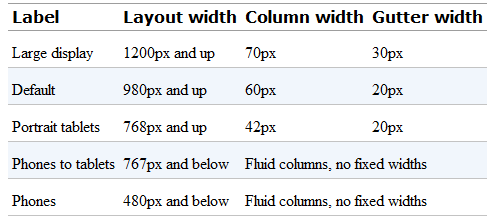 Label Layout width Column width Gutter width
Large display 1200px and up 70px 30px
Default 980px and up 60px 20px
Portrait tablets 768px and up 42px 20px
Phones to tablets 767px and below Fluid columns, no fixed widths
Phones 480px and below Fluid columns, no fixed widths